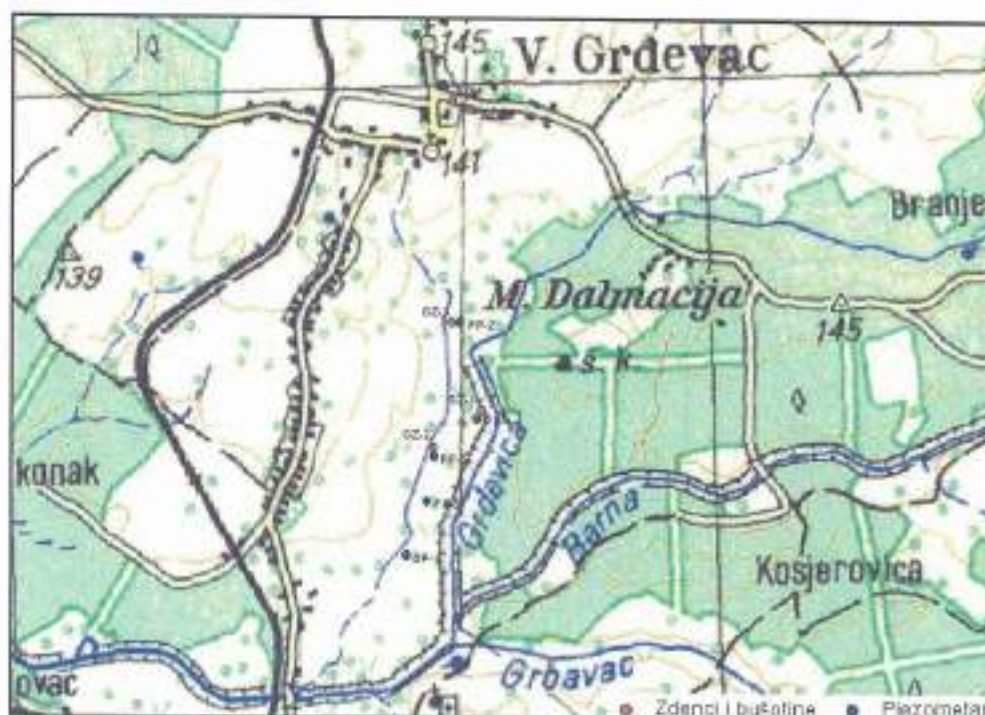 145
V. Grđevac
141
Branje
139
M. Dalmacija
145
š k
konak
Grđavica
Barna
Kosjerovica
ovac
Grbavac
Zdenci i bušotine
Piezometar